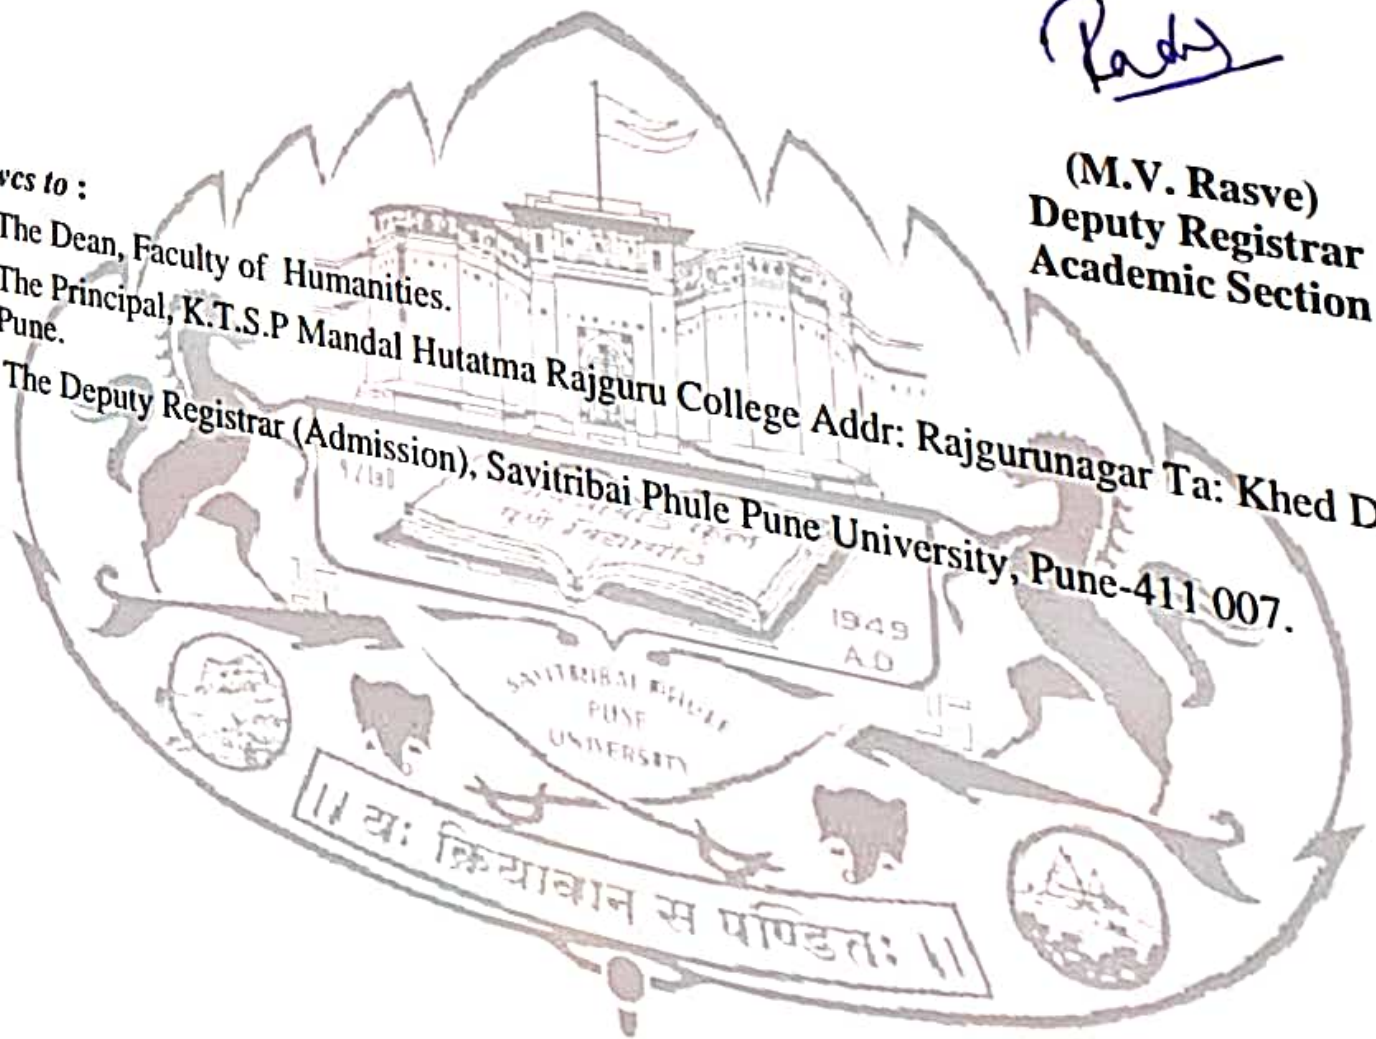 (M.V. Rasve)
Deputy Registrar
Academic Section
to :
The Dean, Faculty of Humanities.
The Principal, K.T.S.P Mandal Hutatma Rajguru College Addr: Rajgurunagar Ta: Khed D
Pune.
The Deputy Registrar (Admission), Savitribai Phule Pune University, Pune-411 007.
1949
A.D
SAVITRIBAI PHULE
PUNE
UNIVERSITY
॥ यः क्रियावान स पण्डितः ॥